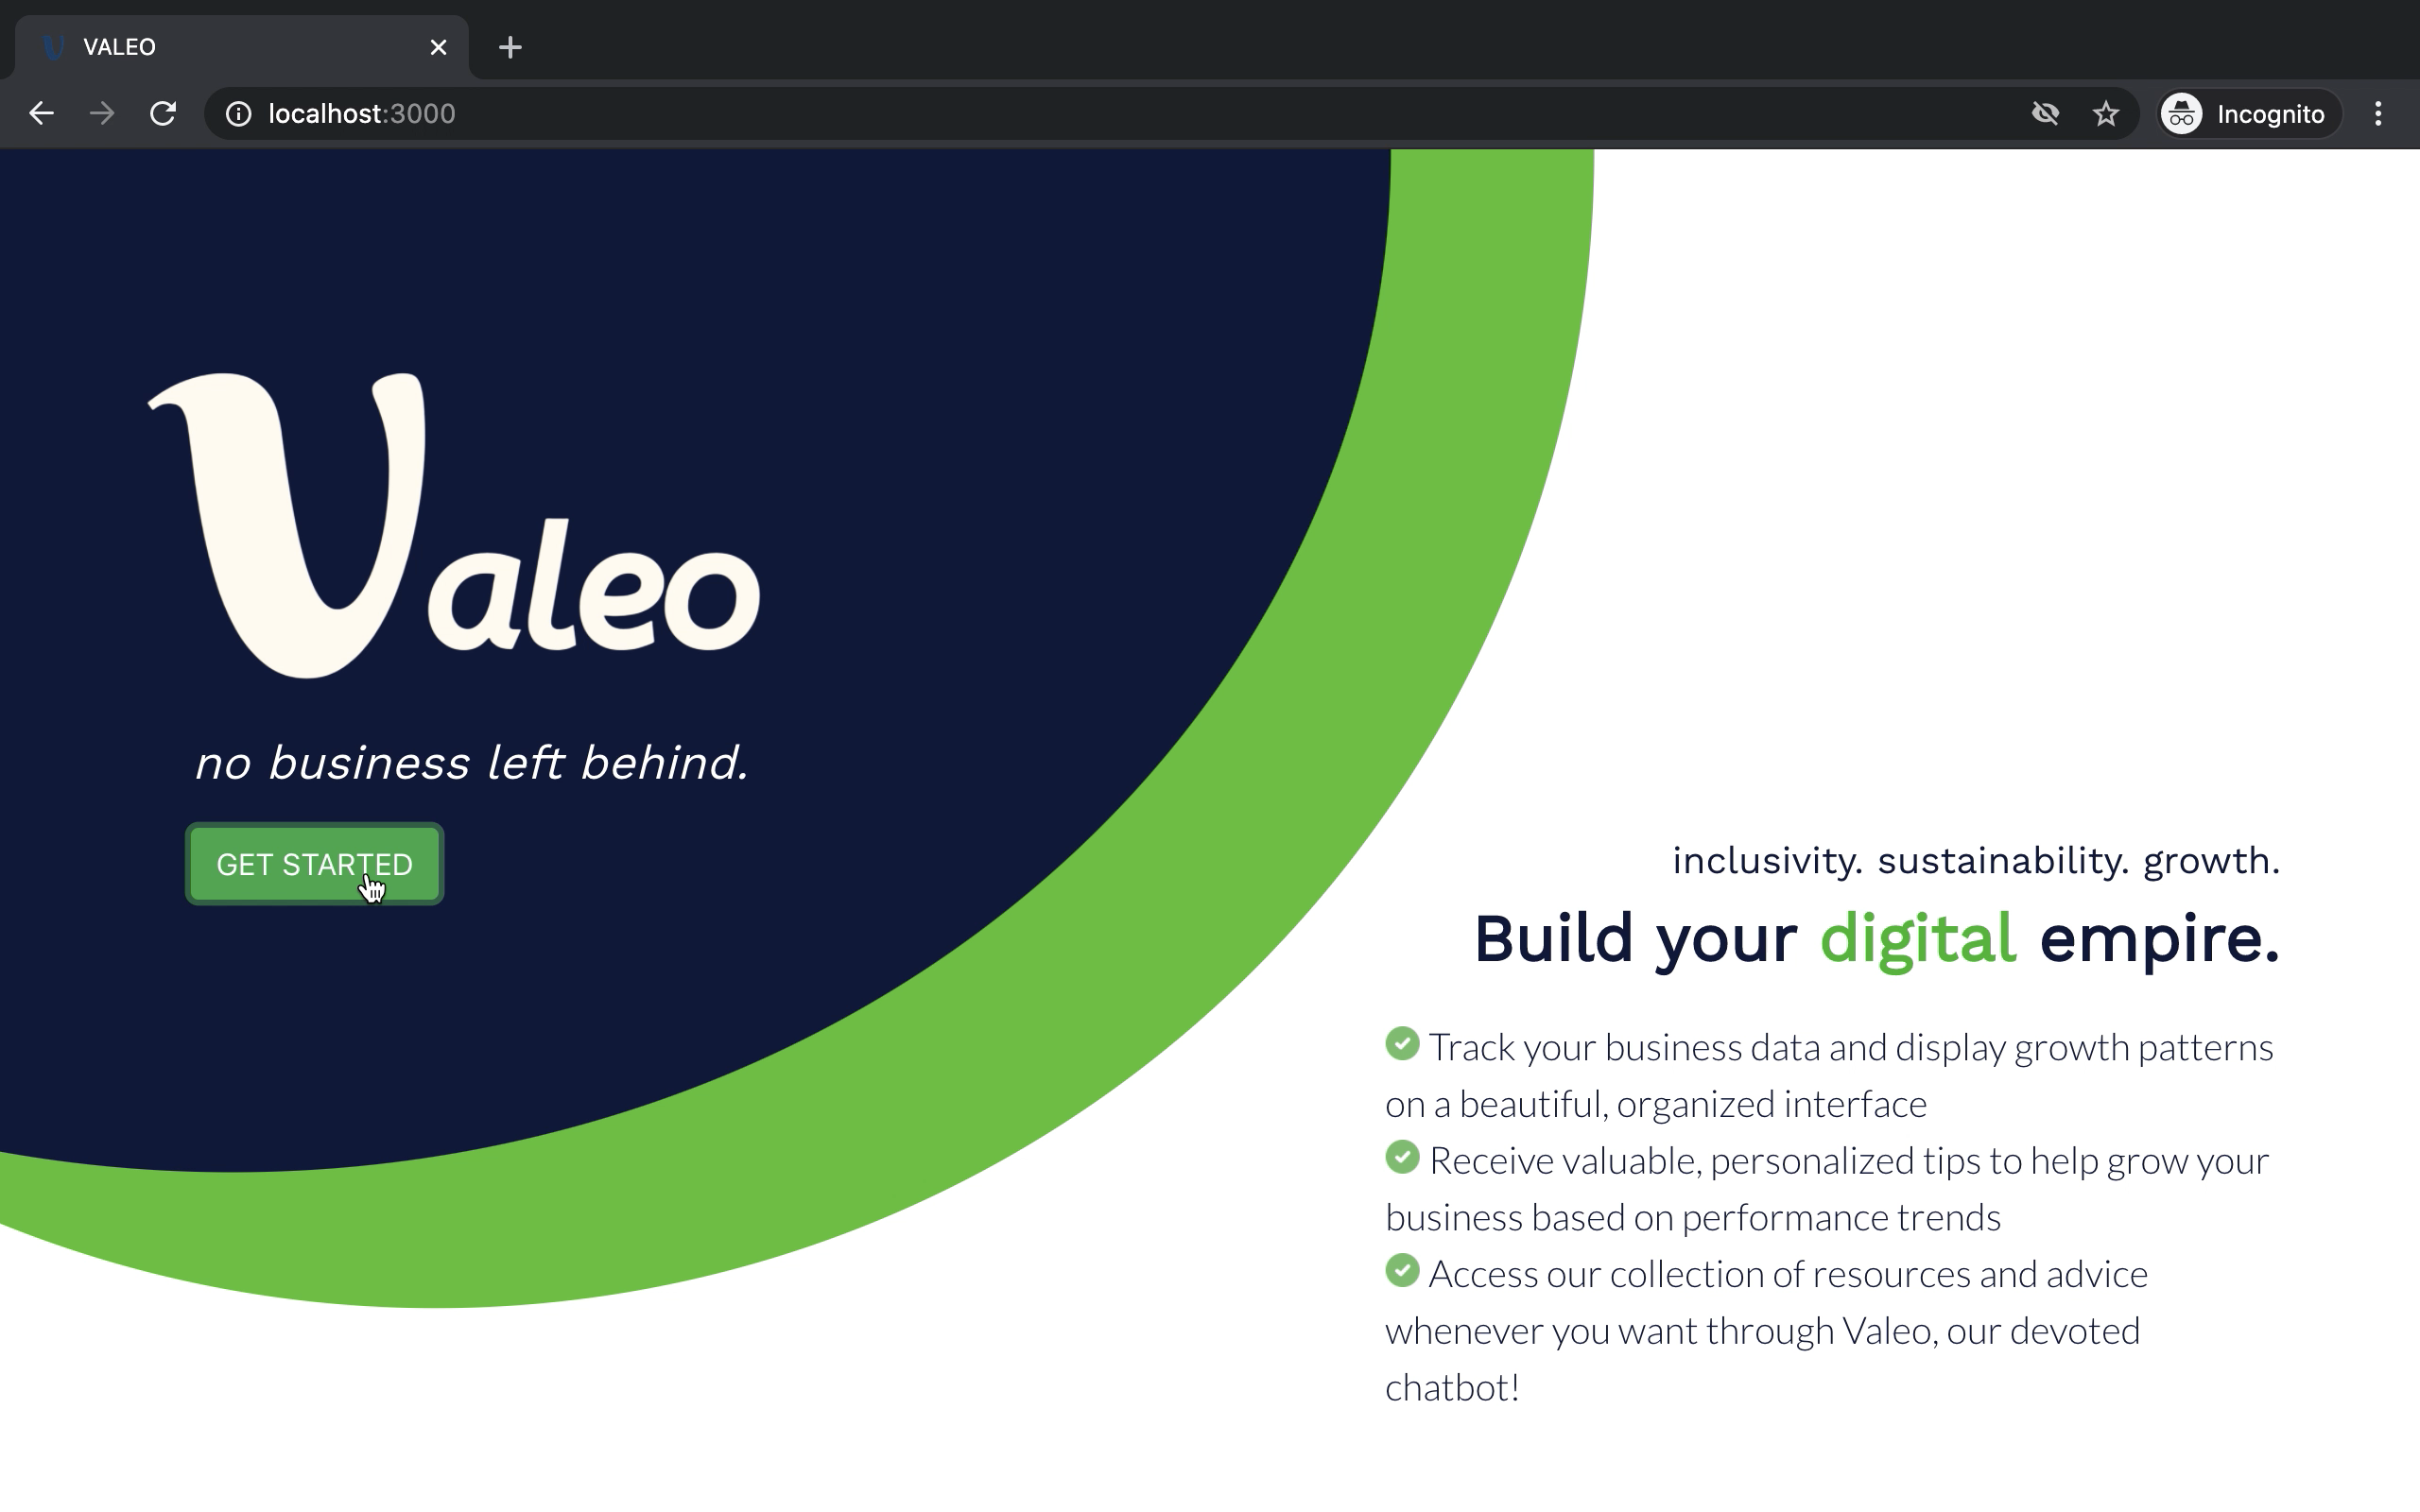 VALEO
localhost:3000
Incognito
Valeo
no business left behind.
GET STARTED
inclusivity. sustainability. growth.
Build your digital empire.
Track your business data and display growth patterns
on a beautiful, organized interface
Receive valuable, personalized tips to help grow your
business based on performance trends
Access our collection of resources and advice
whenever you want through Valeo, our devoted
chatbot!